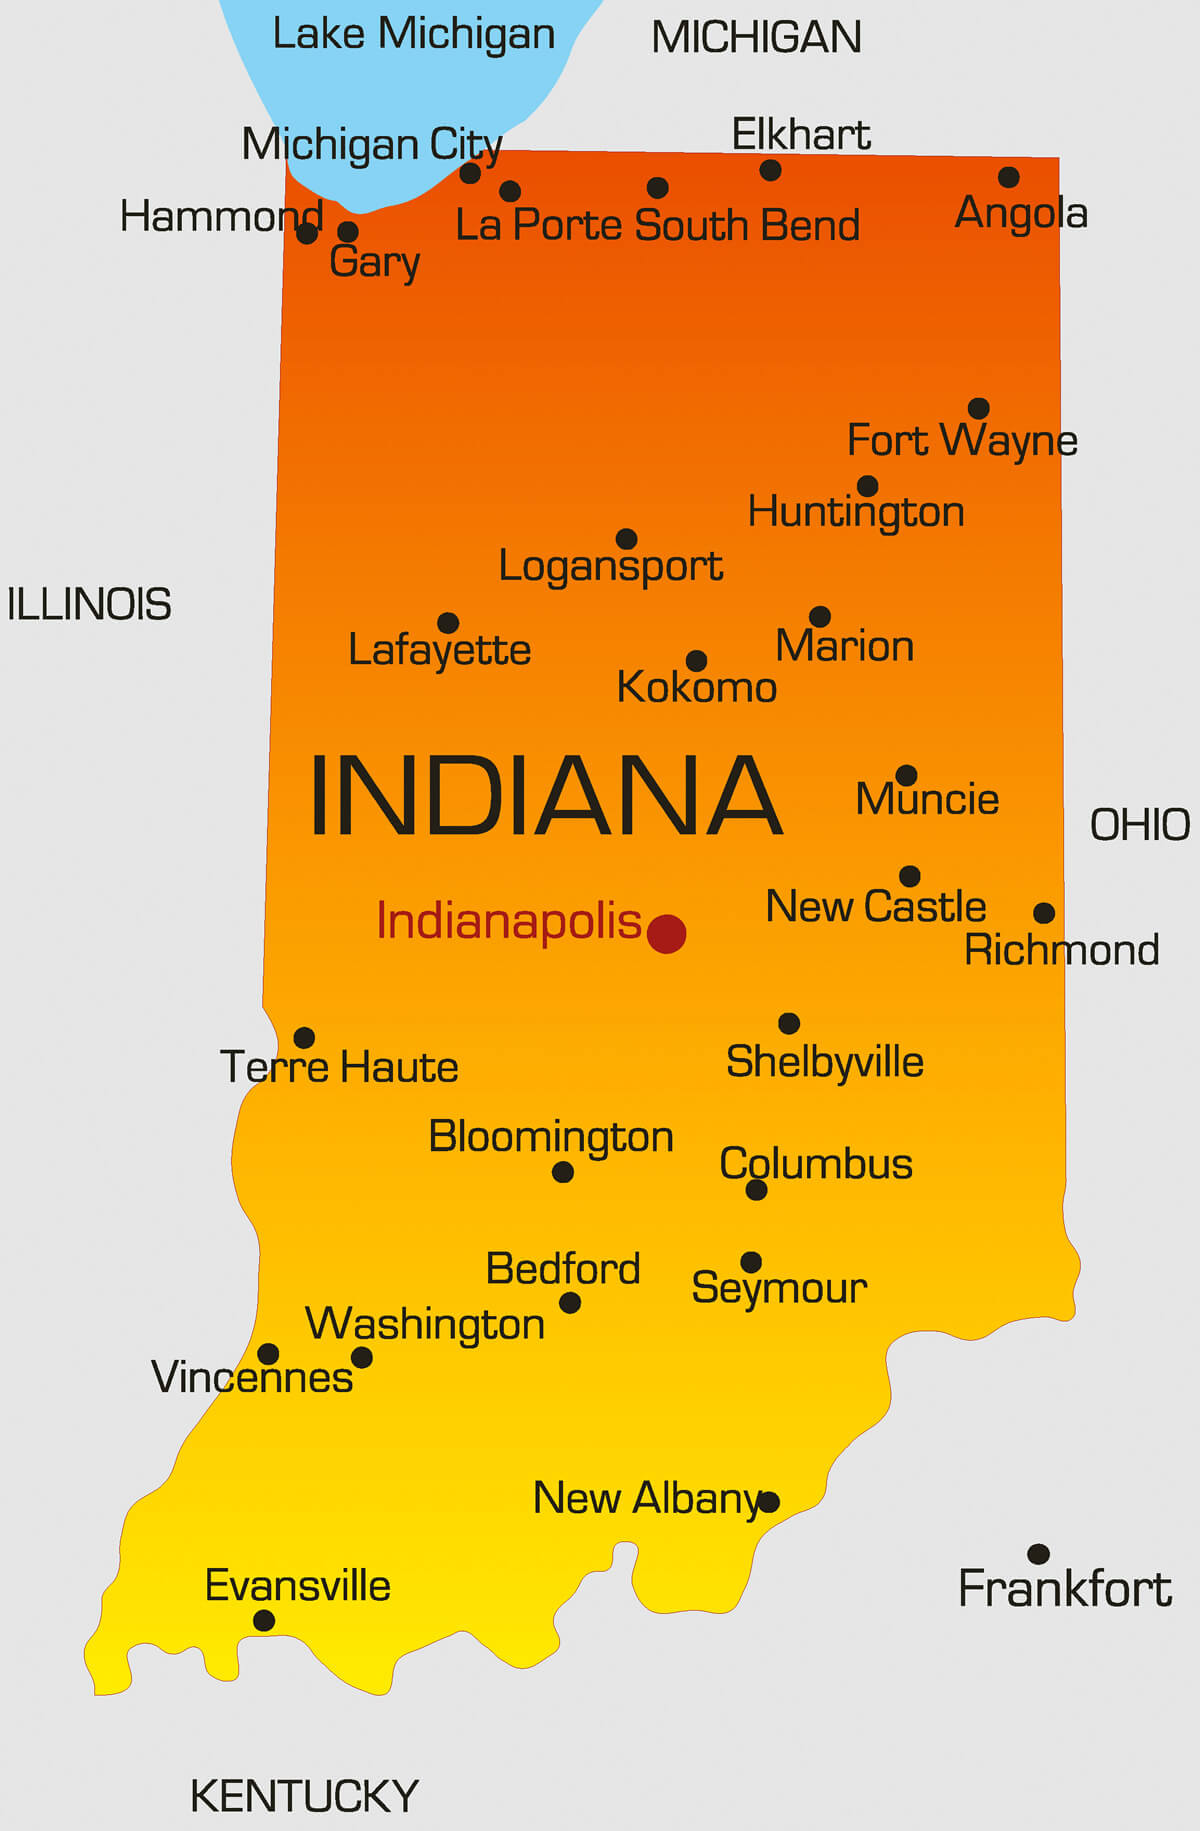 Lake Michigan
MICHIGAN
Elkhart
Michigan City
Hammond
La Porte
South Bend
Angola
Gary
Fort Wayne
Huntington
Logansport
ILLINOIS
Lafayette
Marion
Kokomo
INDIANA
Muncie
OHIO
New Castle
Indianapolis
Richmond
Terre Haute
Shelbyville
Bloomington
Columbus
Bedford
Seymour
Washington
Vincennes
New Albany
Evansville
Frankfort
KENTUCKY